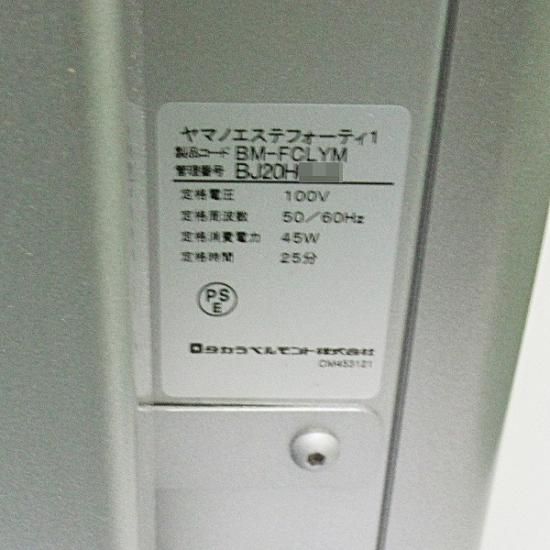 ヤマノエステフォーティ1
製品コード BM-FCLYM
管理番号 BJ20H
定格電圧 100V
定格周波数 50/60Hz
定格消費電力 45W
定格時間 25分
PS
E
タカラベルモント株式会社
CM453121